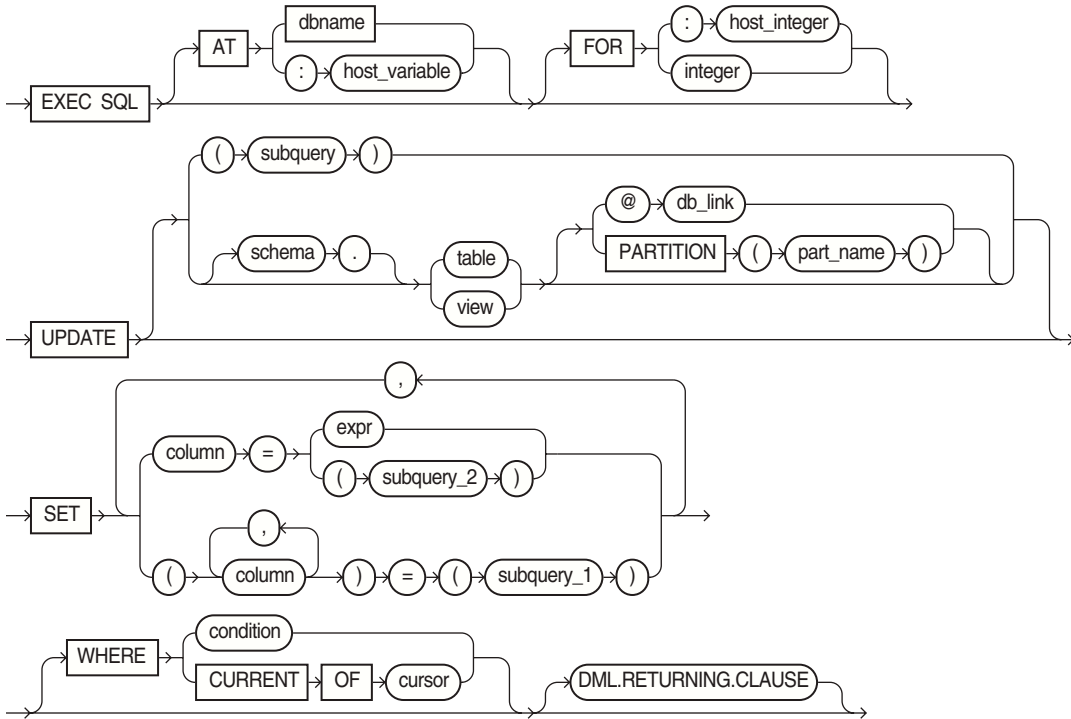 dbname
AT
: host_variable
: host_integer
FOR
integer
EXEC SQL
( subquery )
@ db_link
PARTITION ( part_name )
schema .
table
view
UPDATE
,
column =
expr
( subquery_2 )
SET
,
( column ) = ( subquery_1 )
condition
WHERE
CURRENT OF cursor
DML.RETURNING.CLAUSE